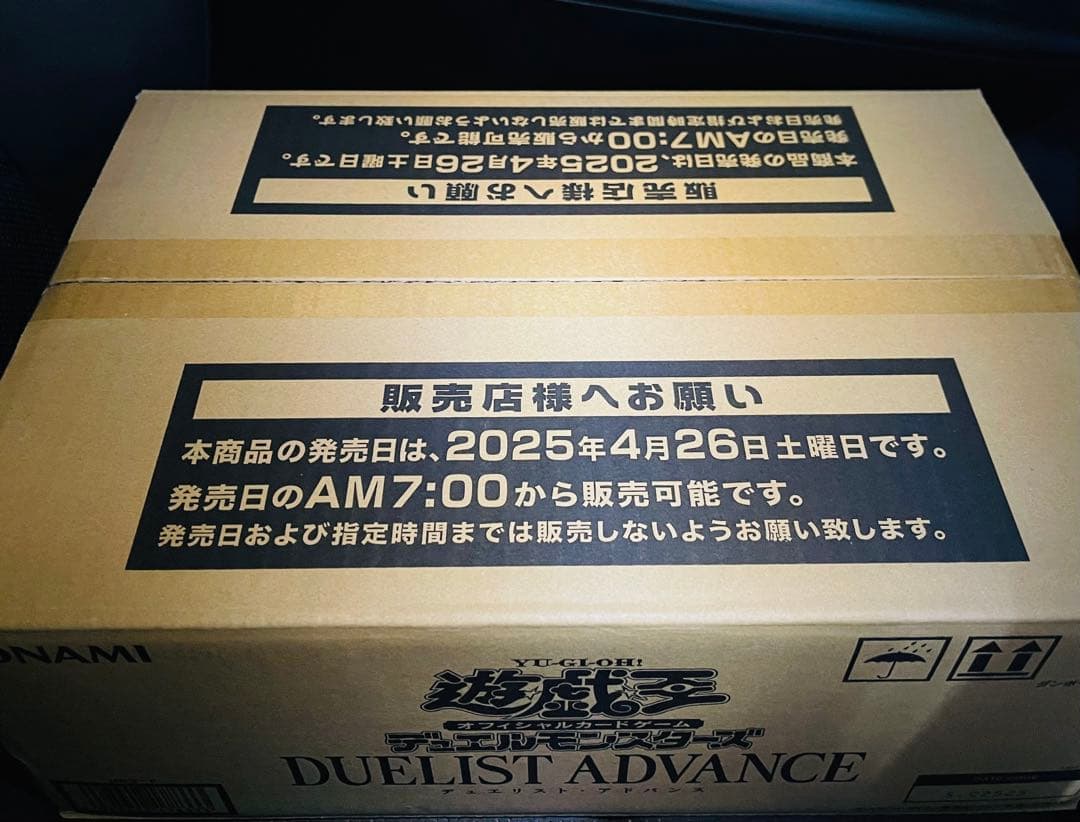 販売店様へお願い
本商品の発売日は、2025年4月26日土曜日です。
発売日のAM7:00から販売可能です。
発売日および指定時間までは販売しないようお願い致します。
販売店様へお願い
本商品の発売日は、2025年4月26日土曜日です。
発売日のAM7:00から販売可能です。
発売日および指定時間までは販売しないようお願い致します。
ONAMI
YU-GI-OH!
遊戯王
オフィシャルカードゲーム
デュエルモンスターズ
DUELIST ADVANCE
デュエリスト・アドバンス